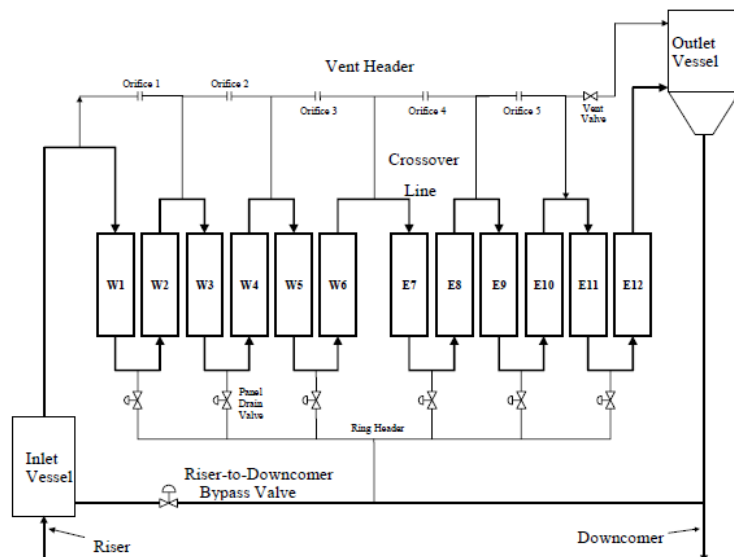 Outlet
Vessel
Vent Header
Orifice 1
Orifice 2
Orifice 3
Orifice 4
Orifice 5
Vent
Valve
Crossover
Line
W1
W2
W3
W4
W5
W6
E7
E8
E9
E10
E11
E12
Panel
Drain
Valve
Ring Header
Inlet
Vessel
Riser-to-Downcomer
Bypass Valve
Riser
Downcomer